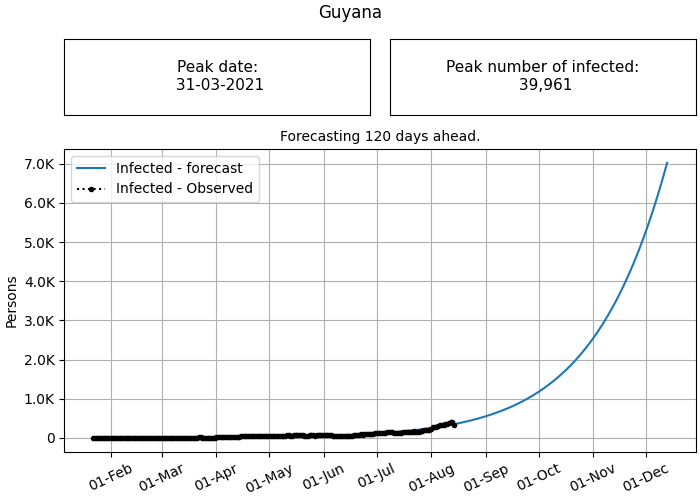 Guyana
Peak date:
31-03-2021
Peak number of infected:
39,961
Forecasting 120 days ahead.
Infected - forecast
Infected - Observed
7.0K
6.0K
5.0K
4.0K
3.0K
2.0K
1.0K
0
Persons
01-Feb
01-Mar
01-Apr
01-May
01-Jun
01-Jul
01-Aug
01-Sep
01-Oct
01-Nov
01-Dec